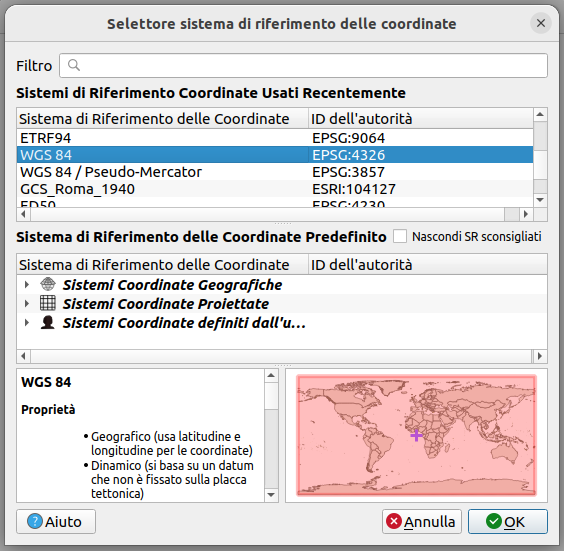 Selettore sistema di riferimento delle coordinate
Filtro
Sistemi di Riferimento Coordinate Usati Recentemente
Sistema di Riferimento delle Coordinate ID dell'autorità
ETRF94 EPSG:9064
WGS 84 EPSG:4326
WGS 84 / Pseudo-Mercator EPSG:3857
GCS_Roma_1940 ESRI:104127
ED50 EPSG:4230
Sistema di Riferimento delle Coordinate Predefinito Nascondi SR sconsigliati
Sistema di Riferimento delle Coordinate ID dell'autorità
Sistemi Coordinate Geografiche
Sistemi Coordinate Proiettate
Sistemi Coordinate definiti dall'u...
WGS 84
Proprietà
• Geografico (usa latitudine e
longitudine per le coordinate)
• Dinamico (si basa su un datum
che non è fissato sulla placca
tettonica)
Aiuto
Annulla
OK